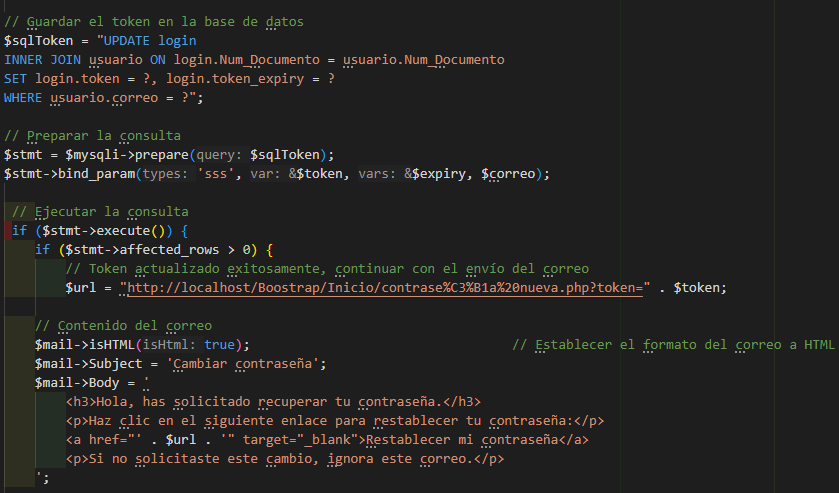 // Guardar el token en la base de datos
$sqlToken = "UPDATE login
INNER JOIN usuario ON login.Num_Documento = usuario.Num_Documento
SET login.token = ?, login.token_expiry = ?
WHERE usuario.correo = ?";
// Preparar la consulta
$stmt = $mysqli->prepare(query: $sqlToken);
$stmt->bind_param(types: 'sss', var: &$token, vars: &$expiry, $correo);
// Ejecutar la consulta
if ($stmt->execute()) {
if ($stmt->affected_rows > 0) {
// Token actualizado exitosamente, continuar con el envío del correo
$url = "http://localhost/Boostrap/Inicio/contrase%C3%B1a%20nueva.php?token=" . $token;
// Contenido del correo
$mail->isHTML(isHtml: true); // Establecer el formato del correo a HTML
$mail->Subject = 'Cambiar contraseña';
$mail->Body = '
<h3>Hola, has solicitado recuperar tu contraseña.</h3>
<p>Haz clic en el siguiente enlace para restablecer tu contraseña:</p>
<a href="' . $url . '" target="_blank">Restablecer mi contraseña</a>
<p>Si no solicitaste este cambio, ignora este correo.</p>
';